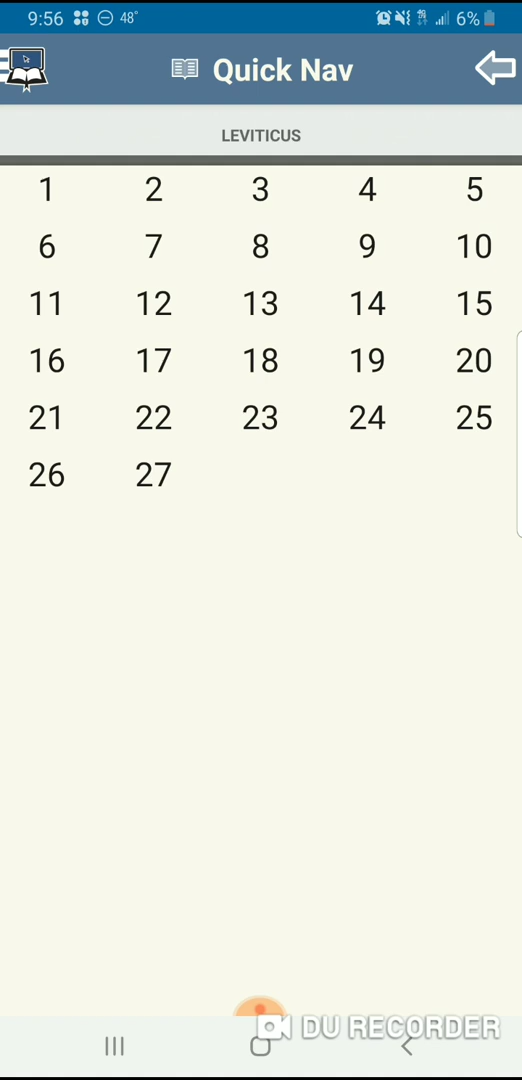 9:56 48° 6%
Quick Nav
LEVITICUS
1 2 3 4 5
6 7 8 9 10
11 12 13 14 15
16 17 18 19 20
21 22 23 24 25
26 27
DU RECORDER